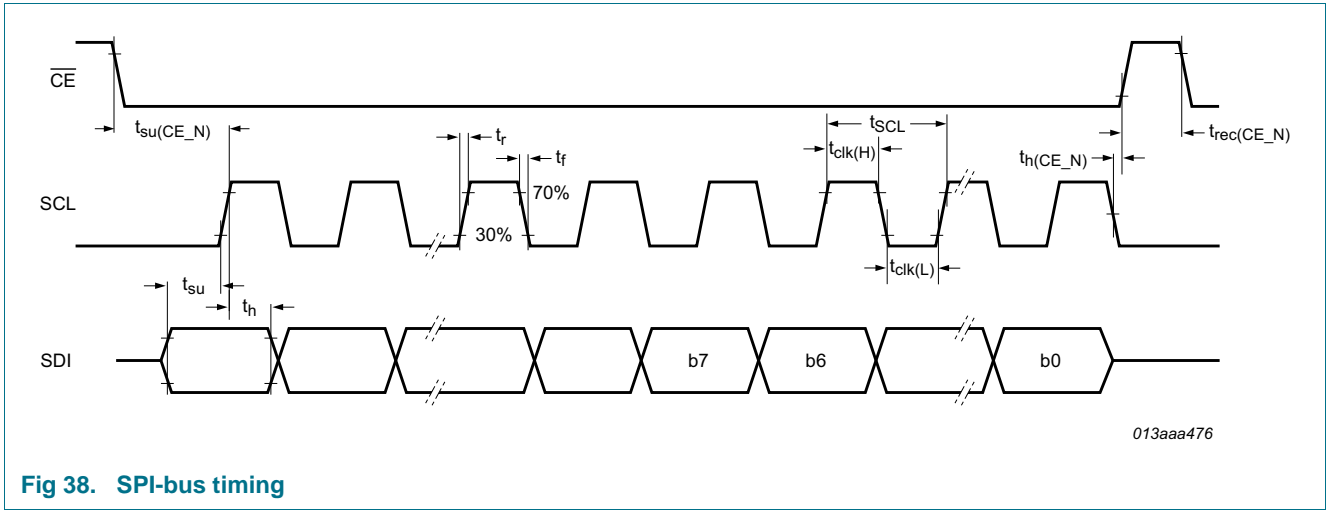 CE
tsu(CE_N)
tr
tf
tSCL
tclk(H)
trec(CE_N)
th(CE_N)
SCL
70%
30%
tclk(L)
tsu
th
SDI
b7
b6
b0
013aaa476
Fig 38. SPI-bus timing